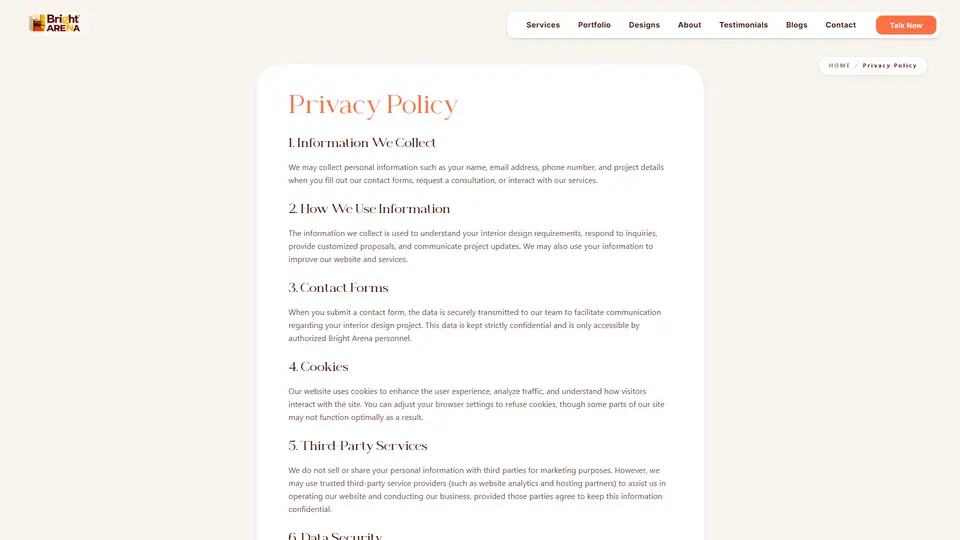 Bright
ARENA
Services
Portfolio
Designs
About
Testimonials
Blogs
Contact
Talk Now
HOME / Privacy Policy
Privacy Policy
1. Information We Collect
We may collect personal information such as your name, email address, phone number, and project details
when you fill out our contact forms, request a consultation, or interact with our services.
2. How We Use Information
The information we collect is used to understand your interior design requirements, respond to inquiries,
provide customized proposals, and communicate project updates. We may also use your information to
improve our website and services.
3. Contact Forms
When you submit a contact form, the data is securely transmitted to our team to facilitate communication
regarding your interior design project. This data is kept strictly confidential and is only accessible by
authorized Bright Arena personnel.
4. Cookies
Our website uses cookies to enhance the user experience, analyze traffic, and understand how visitors
interact with the site. You can adjust your browser settings to refuse cookies, though some parts of our site
may not function optimally as a result.
5. Third-Party Services
We do not sell or share your personal information with third parties for marketing purposes. However, we
may use trusted third-party service providers (such as website analytics and hosting partners) to assist us in
operating our website and conducting our business, provided those parties agree to keep this information
confidential.
6. Data Security